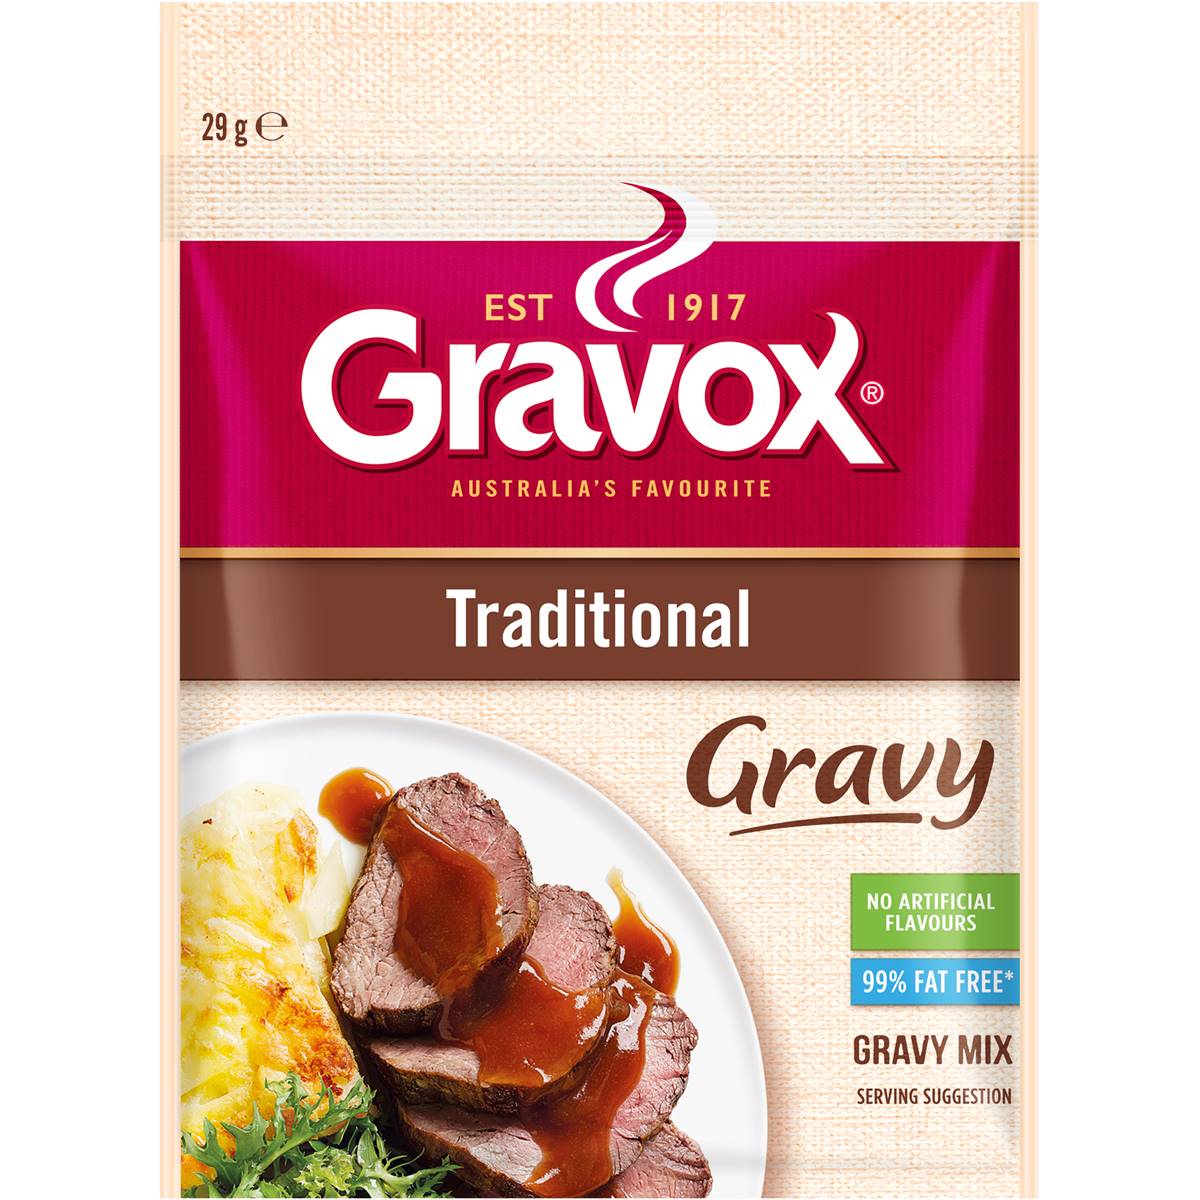 29 g ℮
EST 1917
Gravox®
AUSTRALIA'S FAVOURITE
Traditional
Gravy
NO ARTIFICIAL
FLAVOURS
99% FAT FREE*
GRAVY MIX
SERVING SUGGESTION